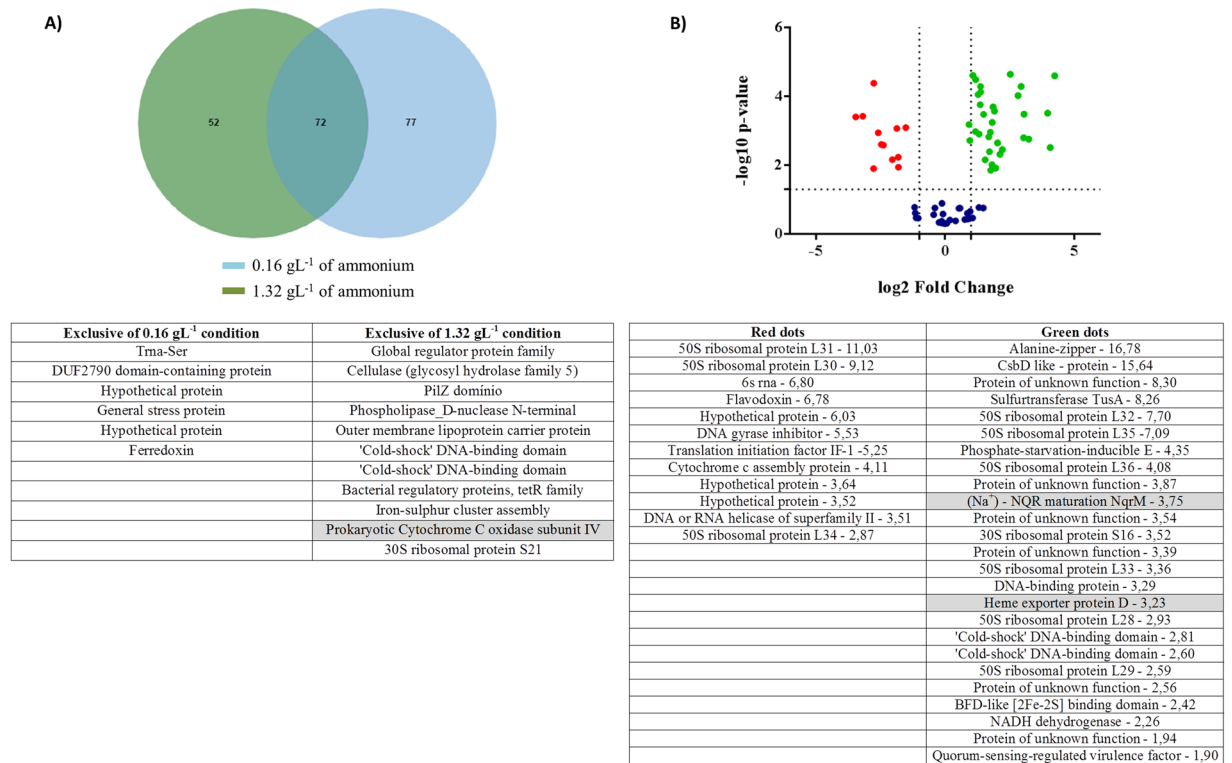 A)
52
72
77
0.16 gL-1 of ammonium
1.32 gL-1 of ammonium
B)
-log10 p-value
6
4
2
0
-5
0
5
log2 Fold Change
Exclusive of 0.16 gL-1 condition
Exclusive of 1.32 gL-1 condition
Trna-Ser
Global regulator protein family
DUF2790 domain-containing protein
Cellulase (glycosyl hydrolase family 5)
Hypothetical protein
PilZ domínio
General stress protein
Phospholipase_D-nuclease N-terminal
Hypothetical protein
Outer membrane lipoprotein carrier protein
Ferredoxin
'Cold-shock' DNA-binding domain
'Cold-shock' DNA-binding domain
Bacterial regulatory proteins, tetR family
Iron-sulphur cluster assembly
Prokaryotic Cytochrome C oxidase subunit IV
30S ribosomal protein S21
Red dots
Green dots
50S ribosomal protein L31 - 11,03
Alanine-zipper - 16,78
50S ribosomal protein L30 - 9,12
CsbD like - protein - 15,64
6s rna - 6,80
Protein of unknown function - 8,30
Flavodoxin - 6,78
Sulfurtransferase TusA - 8,26
Hypothetical protein - 6,03
50S ribosomal protein L32 - 7,70
DNA gyrase inhibitor - 5,53
50S ribosomal protein L35 -7,09
Translation initiation factor IF-1 -5,25
Phosphate-starvation-inducible E - 4,35
Cytochrome c assembly protein - 4,11
50S ribosomal protein L36 - 4,08
Hypothetical protein - 3,64
Protein of unknown function - 3,87
Hypothetical protein - 3,52
(Na+) - NQR maturation NqrM - 3,75
DNA or RNA helicase of superfamily II - 3,51
Protein of unknown function - 3,54
50S ribosomal protein L34 - 2,87
30S ribosomal protein S16 - 3,52
Protein of unknown function - 3,39
50S ribosomal protein L33 - 3,36
DNA-binding protein - 3,29
Heme exporter protein D - 3,23
50S ribosomal protein L28 - 2,93
'Cold-shock' DNA-binding domain - 2,81
'Cold-shock' DNA-binding domain - 2,60
50S ribosomal protein L29 - 2,59
Protein of unknown function - 2,56
BFD-like [2Fe-2S] binding domain - 2,42
NADH dehydrogenase - 2,26
Protein of unknown function - 1,94
Quorum-sensing-regulated virulence factor - 1,90